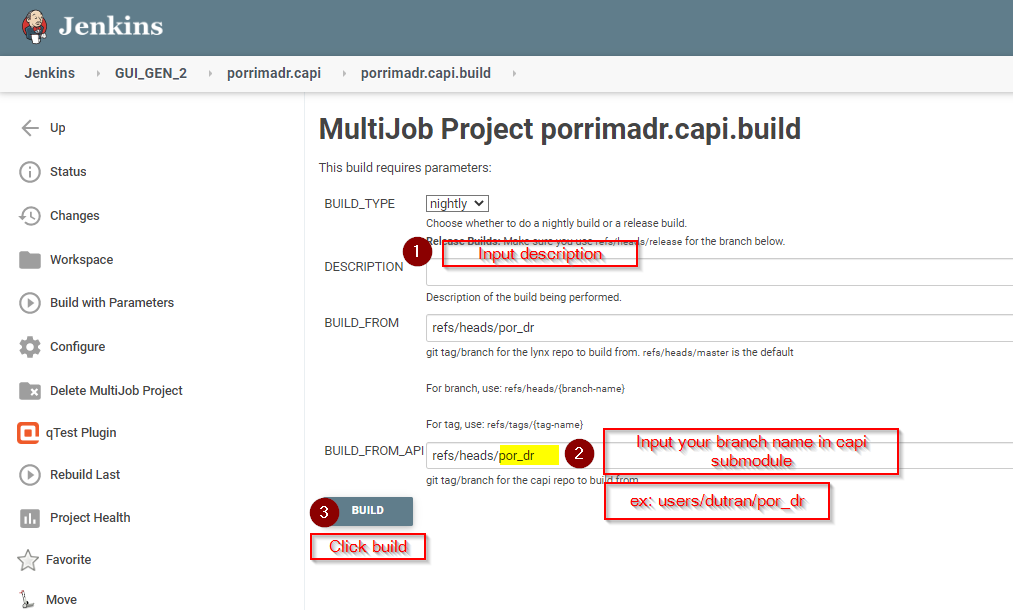 Jenkins
Jenkins GUI_GEN_2 porrimadr.capi porrimadr.capi.build
Up
Status
Changes
Workspace
Build with Parameters
Configure
Delete MultiJob Project
qTest Plugin
Rebuild Last
Project Health
Favorite
Move
MultiJob Project porrimadr.capi.build
This build requires parameters:
BUILD_TYPE
nightly
Choose whether to do a nightly build or a release build.
Release Builds: Make sure you use refs/heads/release for the branch below.
1
Input description
DESCRIPTION
Description of the build being performed.
BUILD_FROM
refs/heads/por_dr
git tag/branch for the lynx repo to build from. refs/heads/master is the default
For branch, use: refs/heads/{branch-name}
For tag, use: refs/tags/{tag-name}
BUILD_FROM_API
refs/heads/por_dr
2
Input your branch name in capi
submodule
git tag/branch for the capi repo to build from
ex: users/dutran/por_dr
3
BUILD
Click build